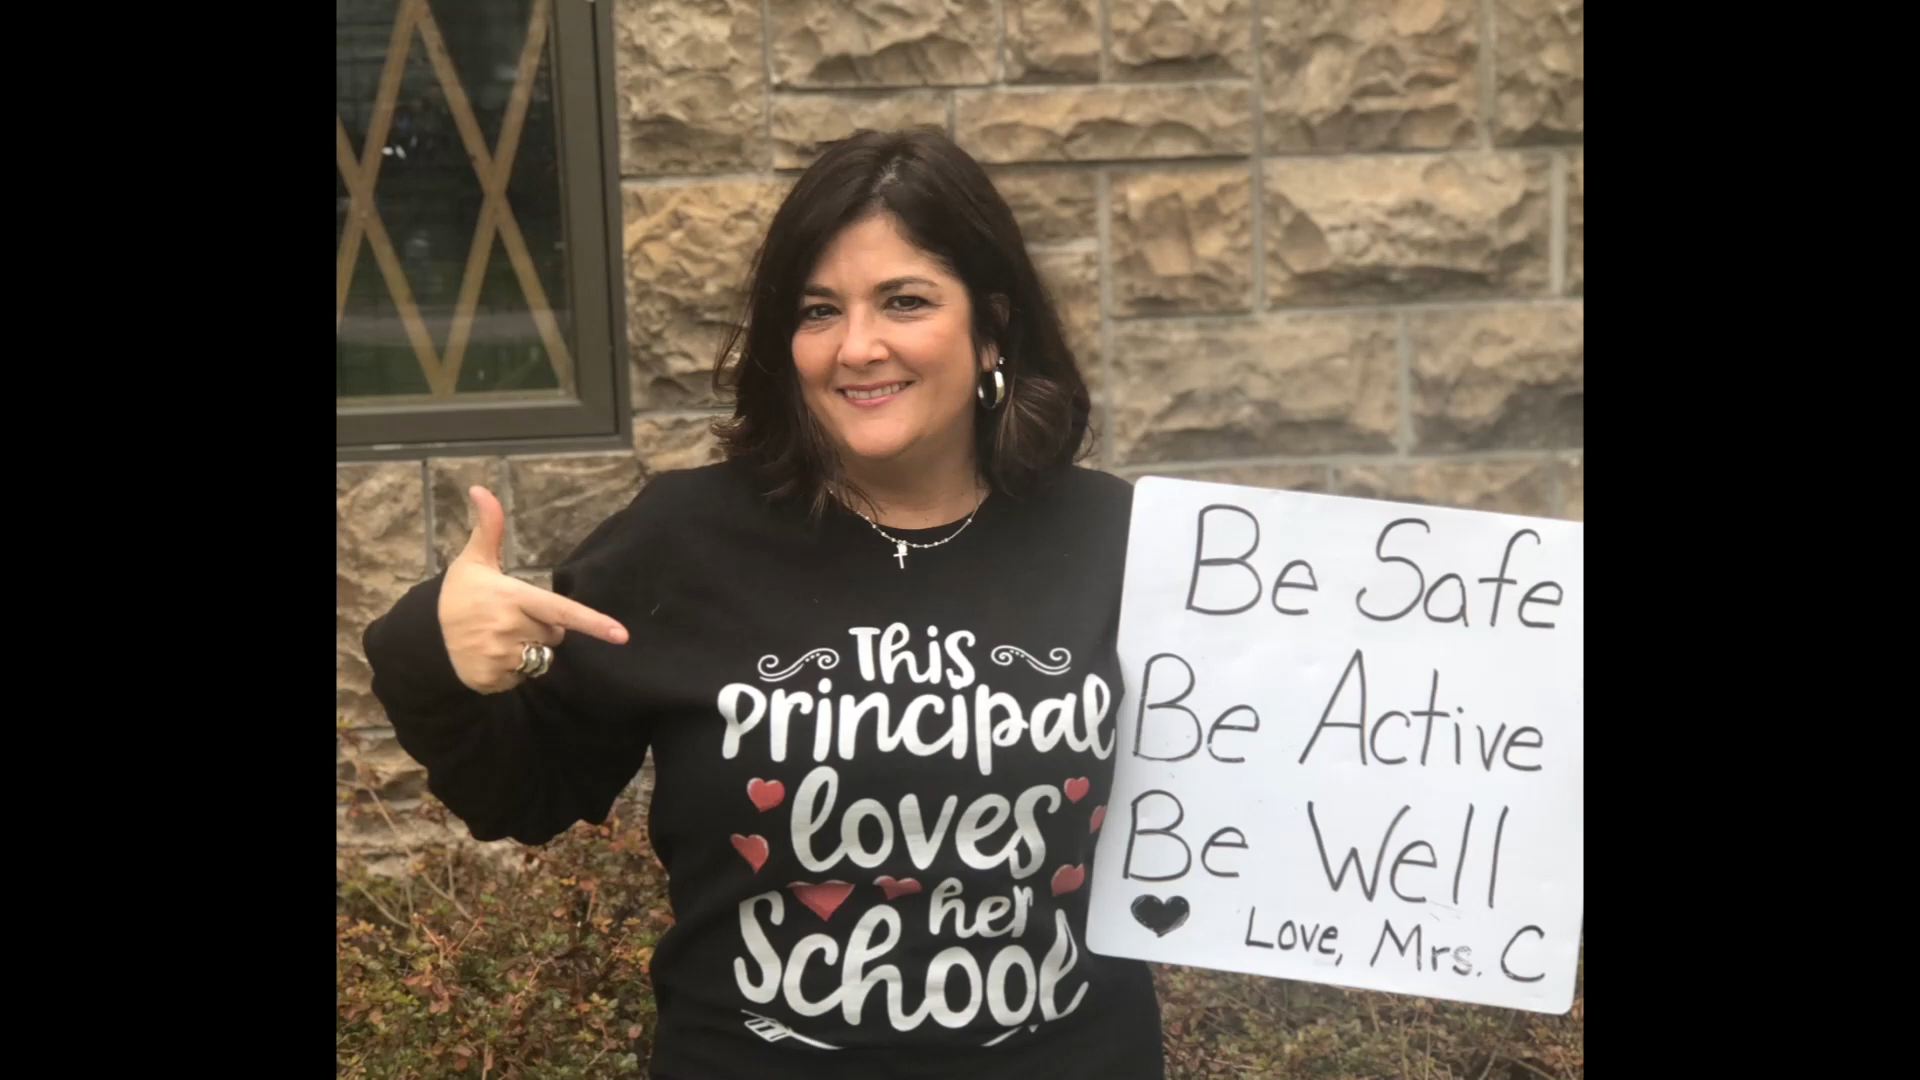 This
Principal
loves
her
School
Be Safe
Be Active
Be Well
Love, Mrs. C